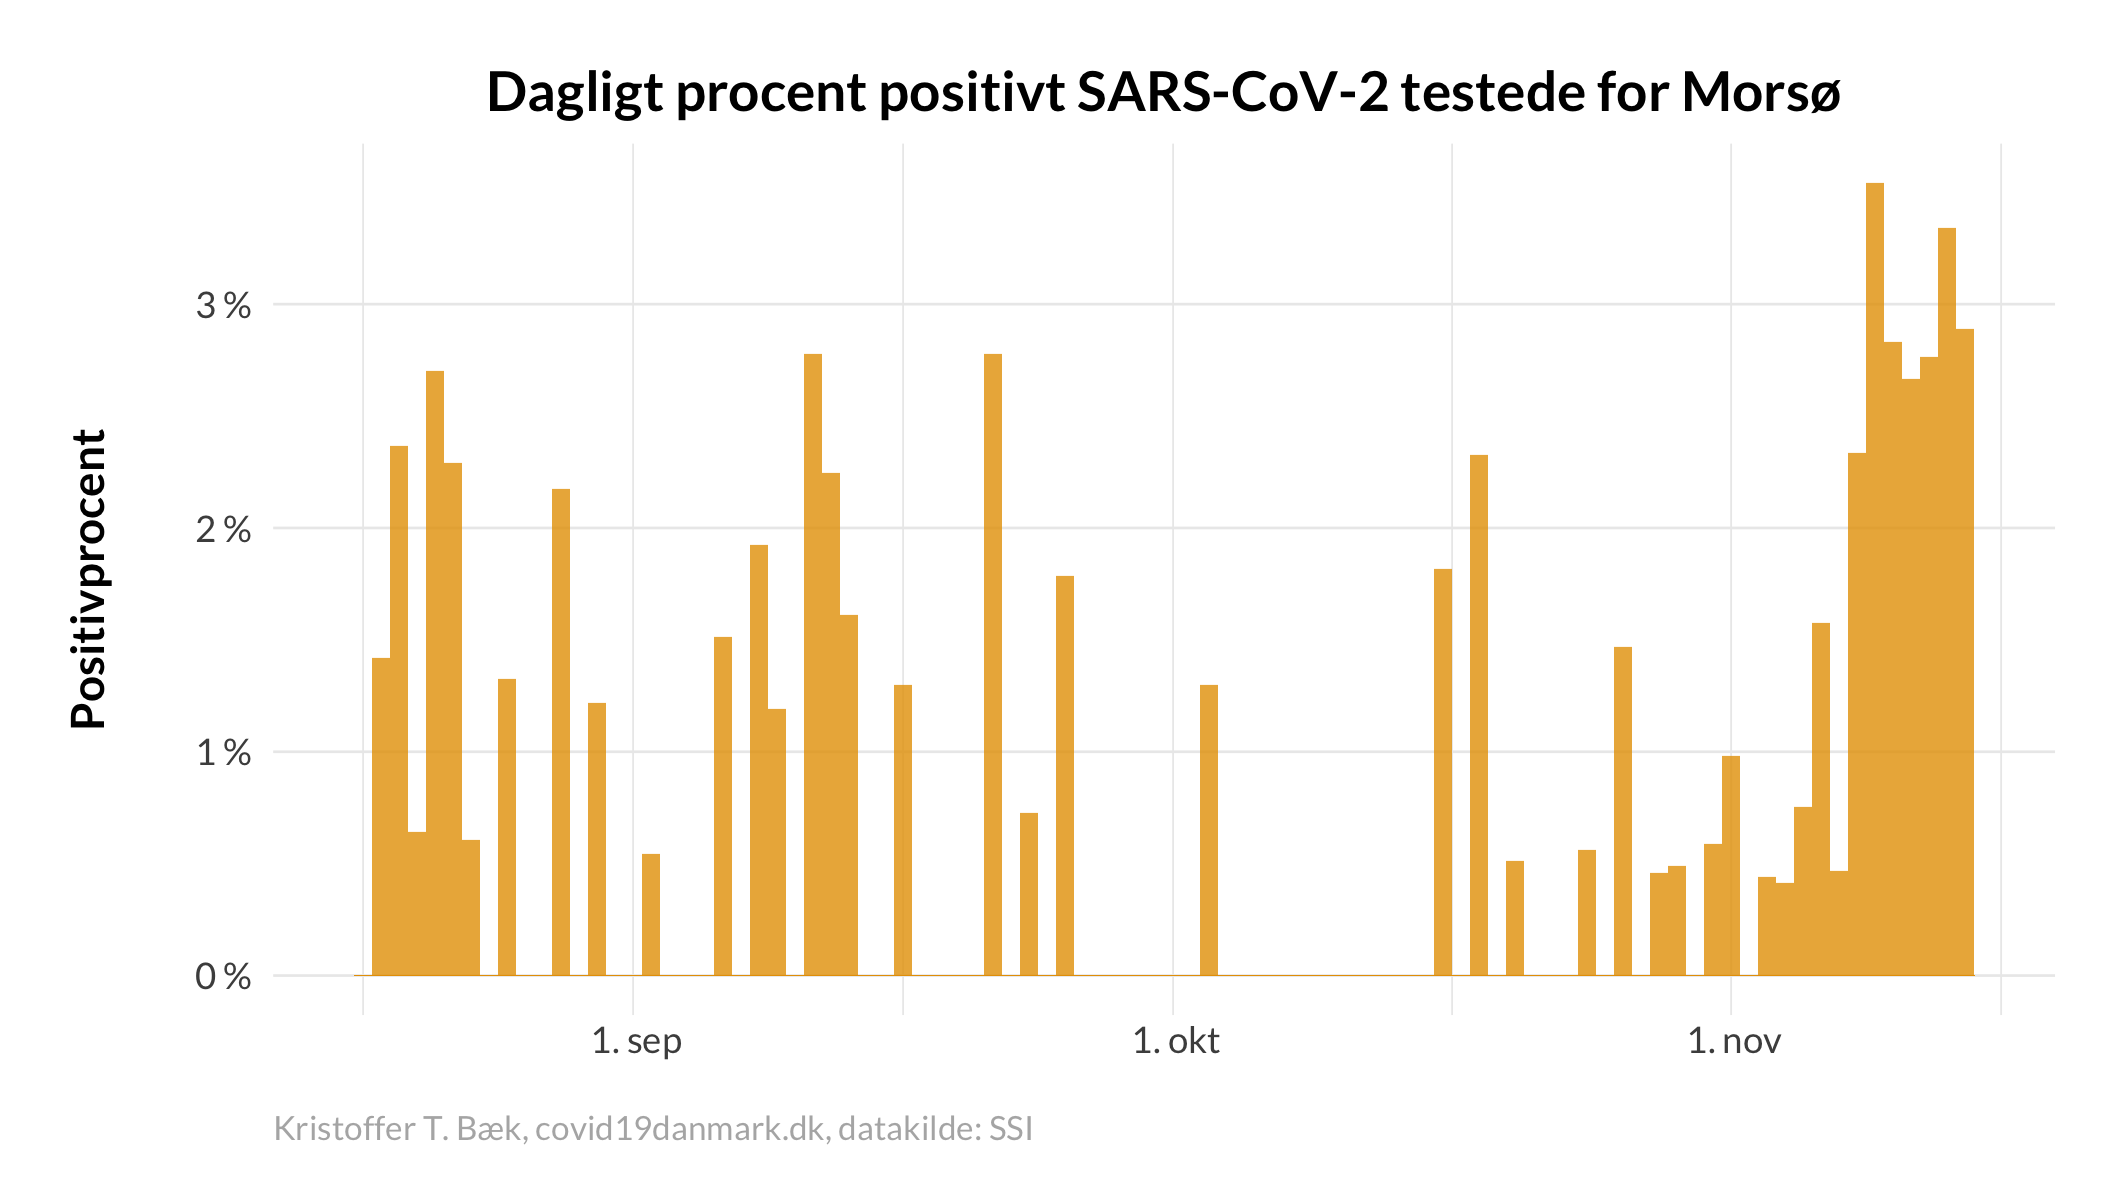 Dagligt procent positivt SARS-CoV-2 testede for Morsø
Positivprocent
3 %
2 %
1 %
0 %
1. sep
1. okt
1. nov
Kristoffer T. Bæk, covid19danmark.dk, datakilde: SSI